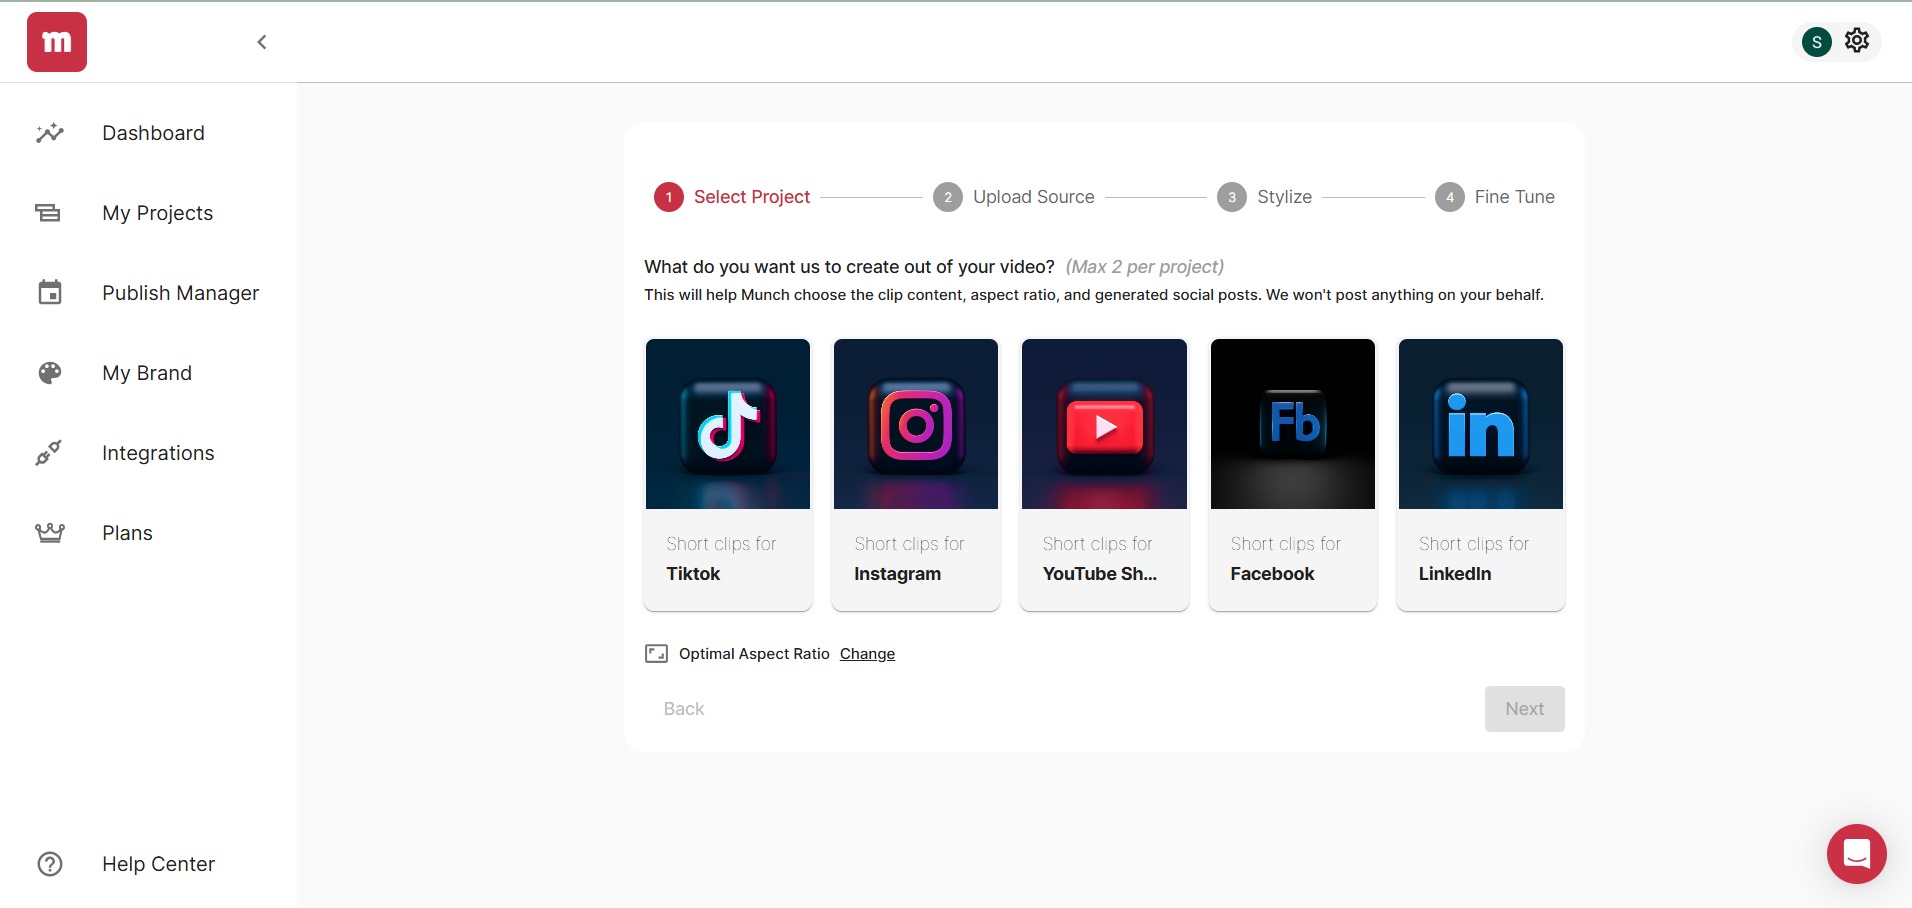 m
S
Dashboard
My Projects
Publish Manager
My Brand
Integrations
Plans
Help Center
1 Select Project
2 Upload Source
3 Stylize
4 Fine Tune
What do you want us to create out of your video? (Max 2 per project)
This will help Munch choose the clip content, aspect ratio, and generated social posts. We won't post anything on your behalf.
Short clips for
Tiktok
Short clips for
Instagram
Short clips for
YouTube Sh...
Fb
Short clips for
Facebook
in
Short clips for
LinkedIn
Optimal Aspect Ratio Change
Back
Next